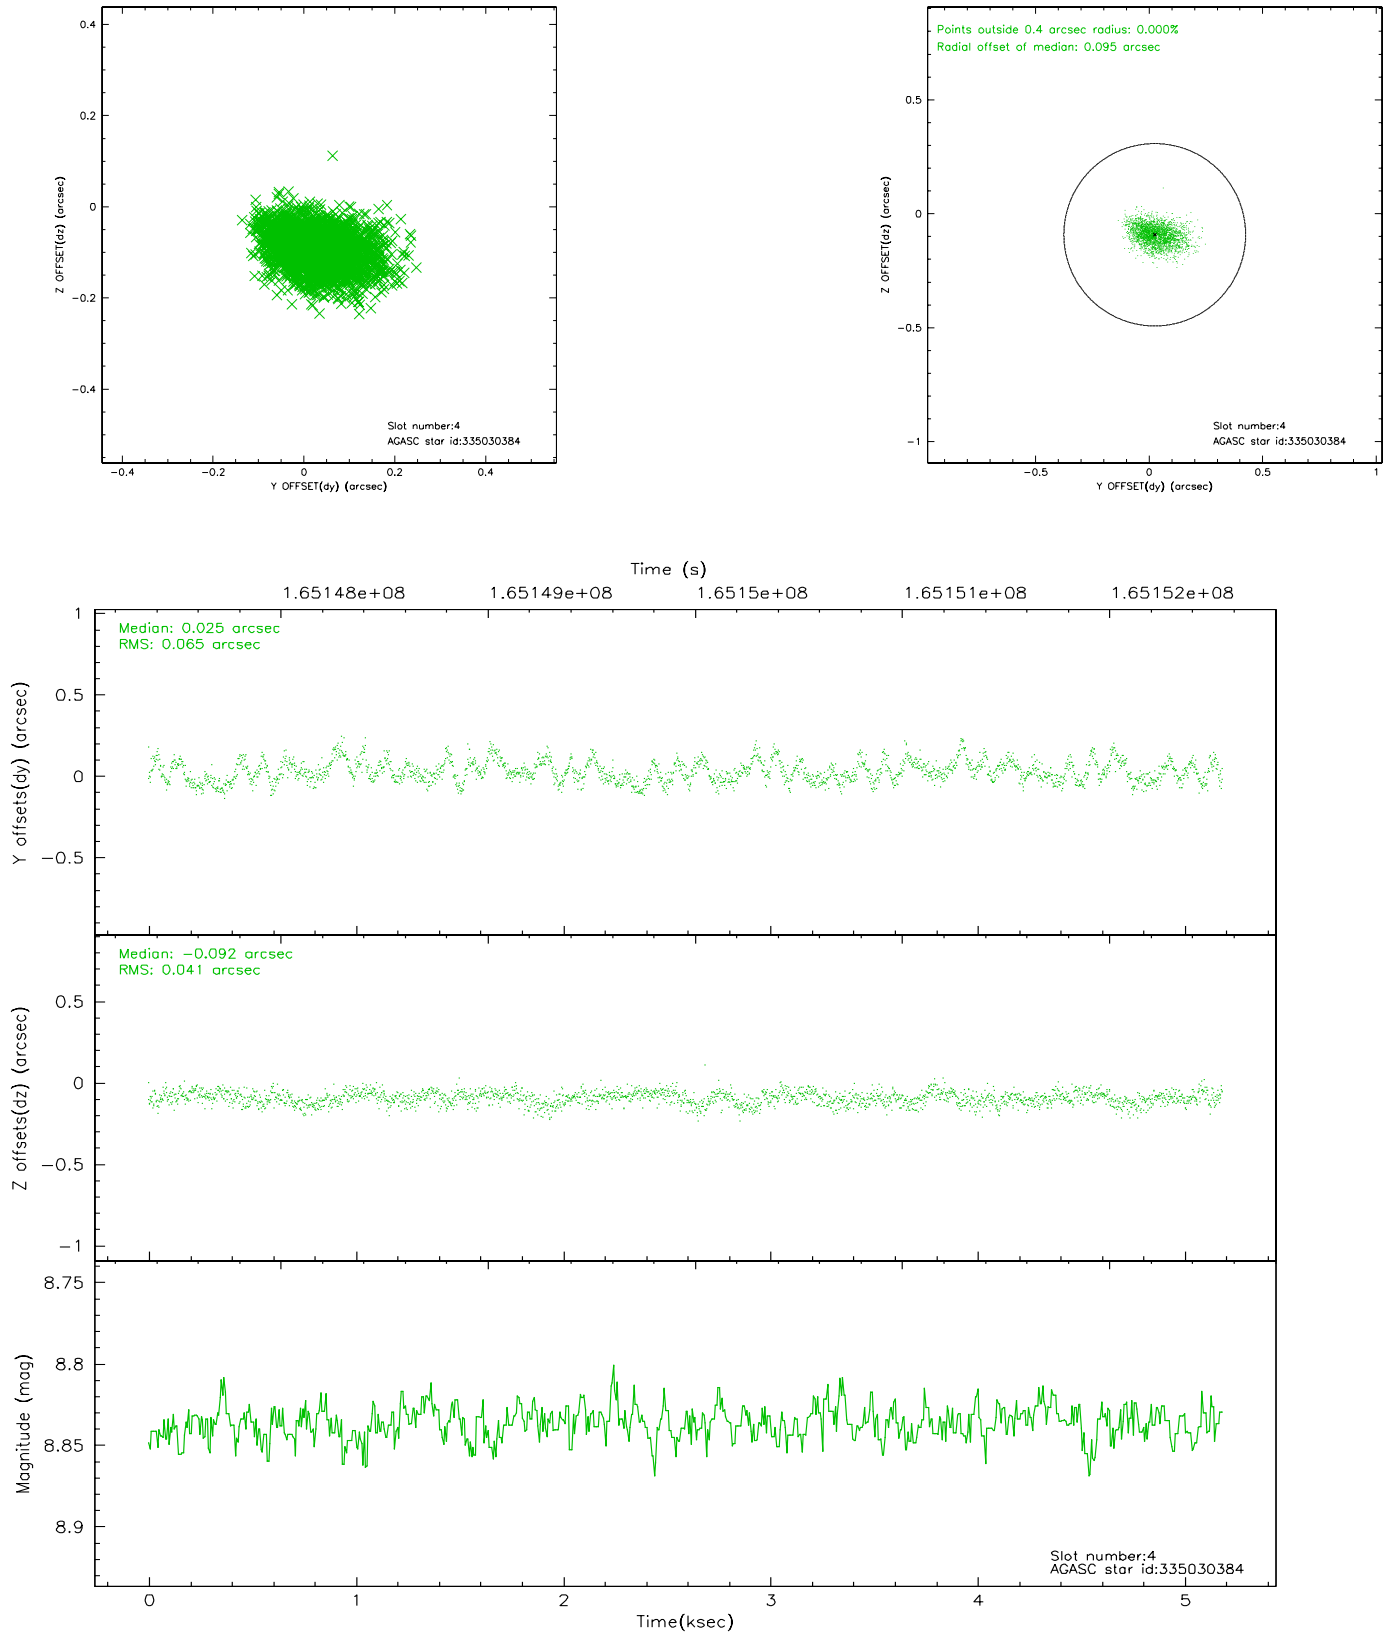 0.4
0.2
0
−0.2
−0.4
Z OFFSET(dz) (arcsec)
Slot number:4
AGASC star id:335030384
−0.4 −0.2 0 0.2 0.4
Y OFFSET(dy) (arcsec)
Points outside 0.4 arcsec radius: 0.000%
Radial offset of median: 0.095 arcsec
0.5
0
−0.5
−1
Z OFFSET(dz) (arcsec)
Slot number:4
AGASC star id:335030384
−0.5 0 0.5 1
Y OFFSET(dy) (arcsec)
Time (s)
1.65148e+08 1.65149e+08 1.6515e+08 1.65151e+08 1.65152e+08
Median: 0.025 arcsec
RMS: 0.065 arcsec
1
0.5
0
−0.5
Y offsets(dy) (arcsec)
Median: −0.092 arcsec
RMS: 0.041 arcsec
0.5
0
−0.5
−1
Z offsets(dz) (arcsec)
8.75
8.8
8.85
8.9
Magnitude (mag)
Slot number:4
AGASC star id:335030384
0 1 2 3 4 5
Time(ksec)